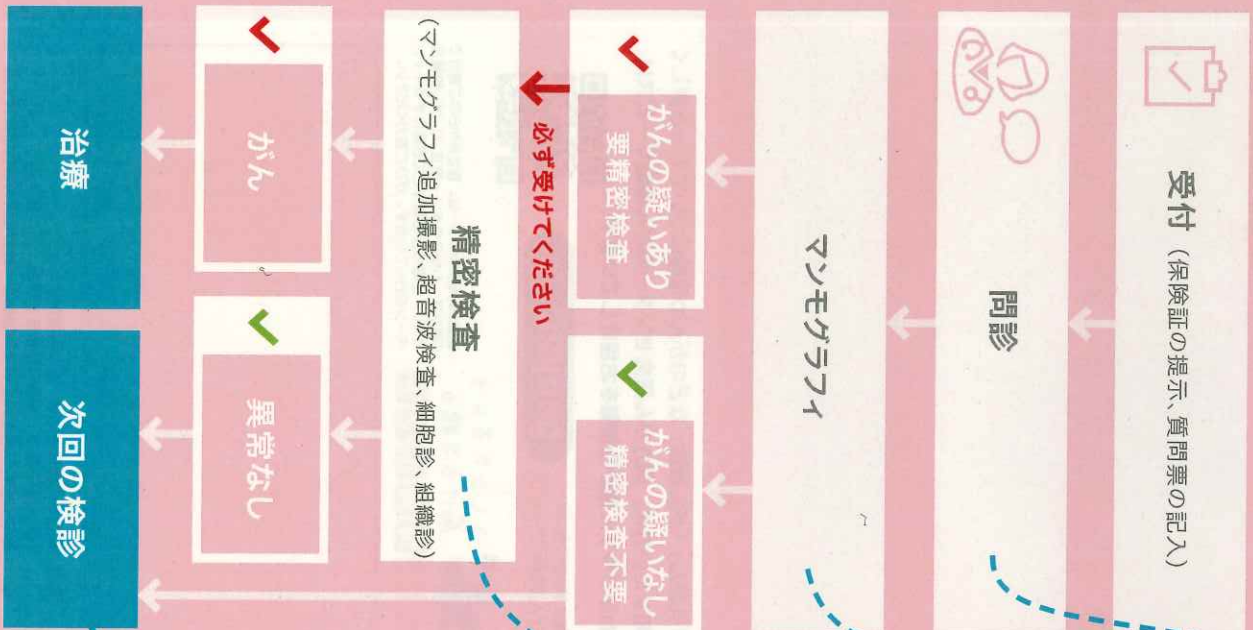 受付 (保険証の提示、質問票の記入)
問診
マンモグラフィ
がんの疑いあり
要精密検査
がんの疑いなし
精密検査不要
必ず受けてください
精密検査
(マンモグラフィ追加撮影、超音波検査、細胞診、組織診)
がん
異常なし
治療
次回の検診